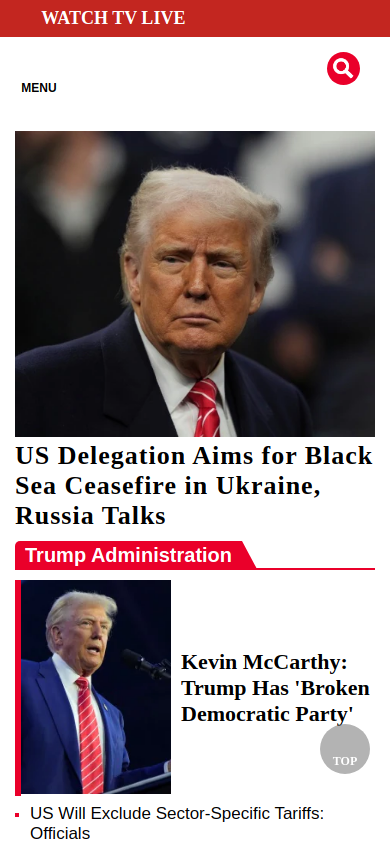 WATCH TV LIVE
MENU
US Delegation Aims for Black
Sea Ceasefire in Ukraine,
Russia Talks
Trump Administration
Kevin McCarthy:
Trump Has 'Broken
Democratic Party'
TOP
US Will Exclude Sector-Specific Tariffs:
Officials